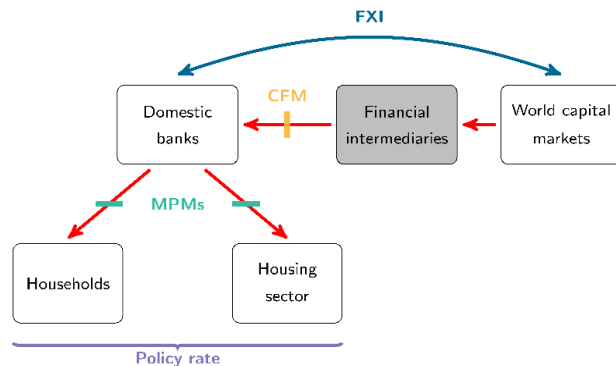 FXI
CFM
Domestic
banks
Financial
intermediaries
World capital
markets
MPMs
Households
Housing
sector
Policy rate